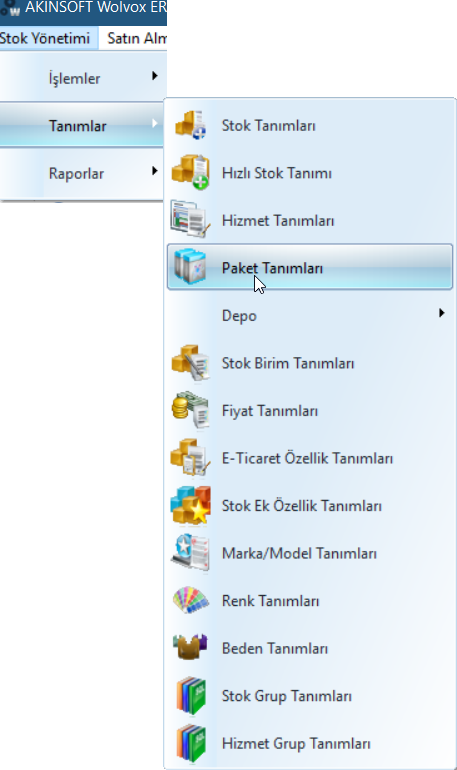 AKINSOFT Wolvox ER
Stok Yönetimi Satın Alm
İşlemler
Tanımlar
Raporlar
Stok Tanımları
Hızlı Stok Tanımı
Hizmet Tanımları
Paket Tanımları
Depo
Stok Birim Tanımları
Fiyat Tanımları
E-Ticaret Özellik Tanımları
Stok Ek Özellik Tanımları
Marka/Model Tanımları
Renk Tanımları
Beden Tanımları
Stok Grup Tanımları
Hizmet Grup Tanımları